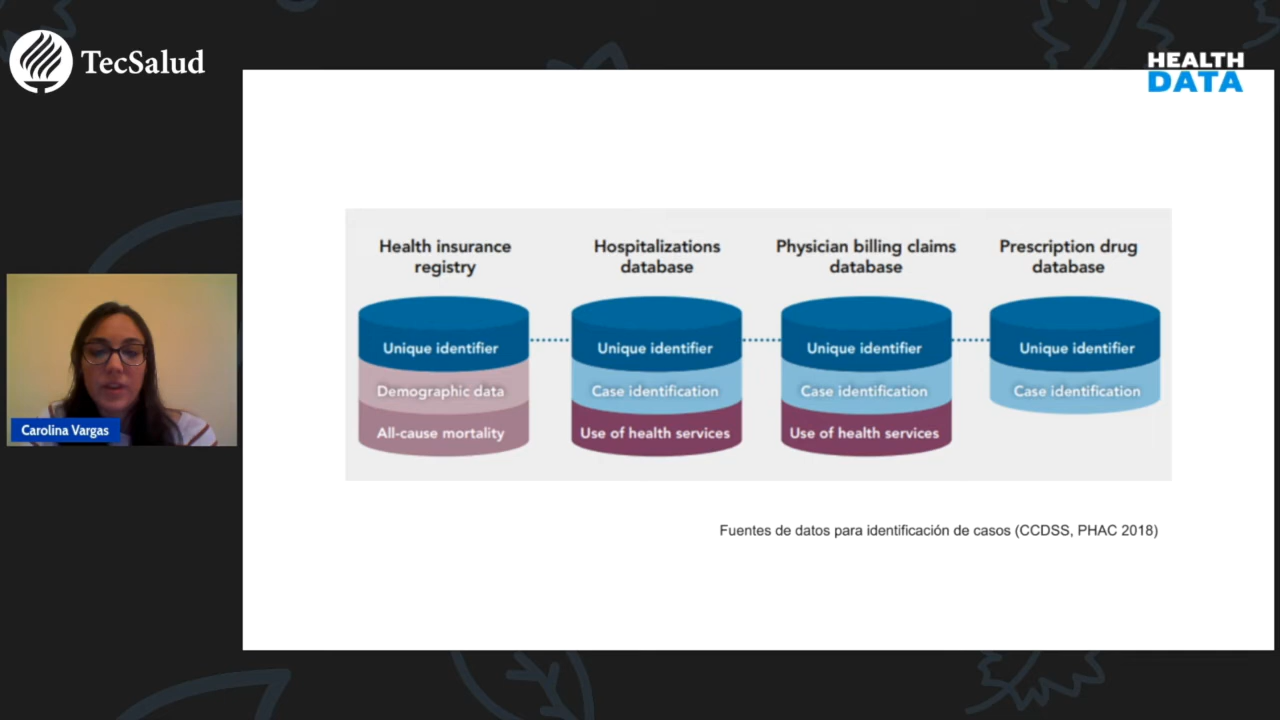 TecSalud
HEALTH
DATA
Health insurance
registry
Hospitalizations
database
Physician billing claims
database
Prescription drug
database
Unique identifier
Unique identifier
Unique identifier
Unique identifier
Demographic data
Case identification
Case identification
Case identification
All-cause mortality
Use of health services
Use of health services
Carolina Vargas
Fuentes de datos para identificación de casos (CCDSS, PHAC 2018)